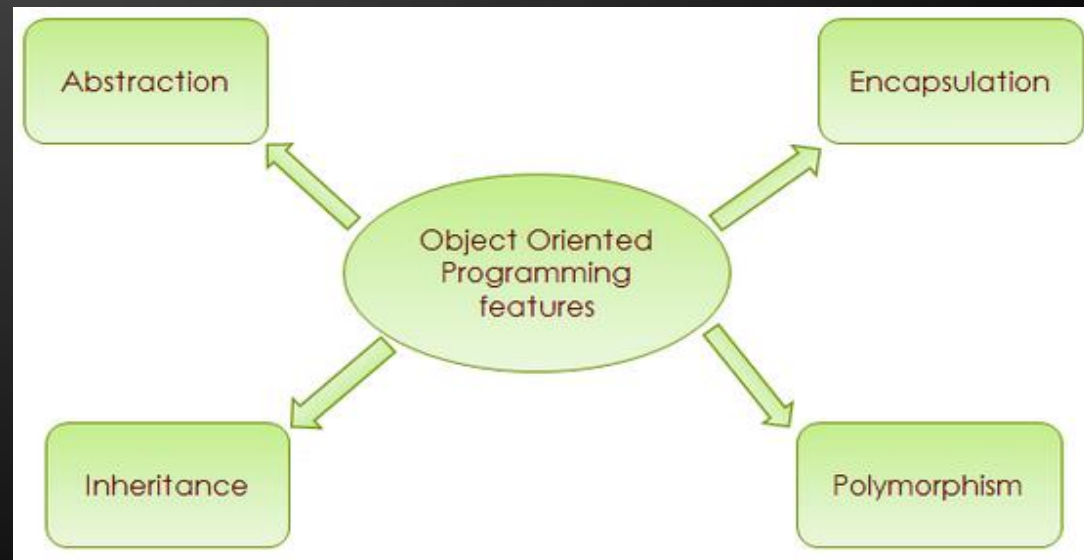 Abstraction
Encapsulation
Object Oriented
Programming
features
Inheritance
Polymorphism